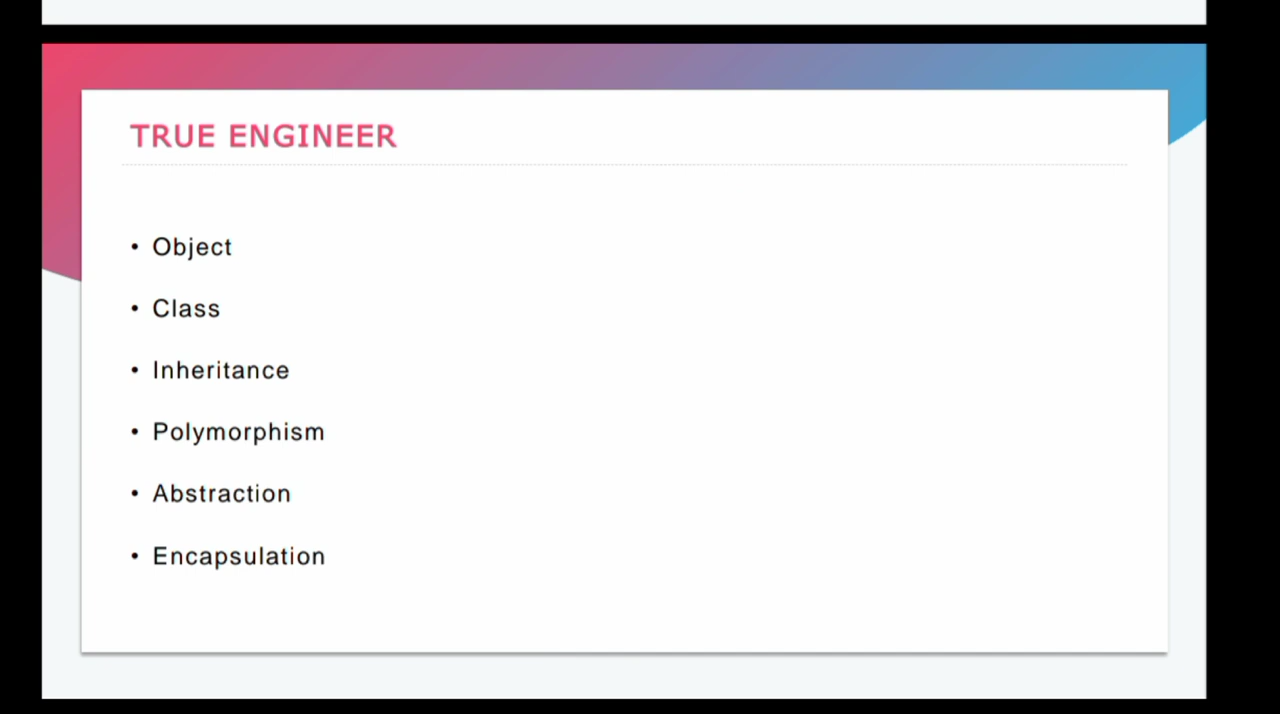 TRUE ENGINEER
• Object
• Class
• Inheritance
• Polymorphism
• Abstraction
• Encapsulation